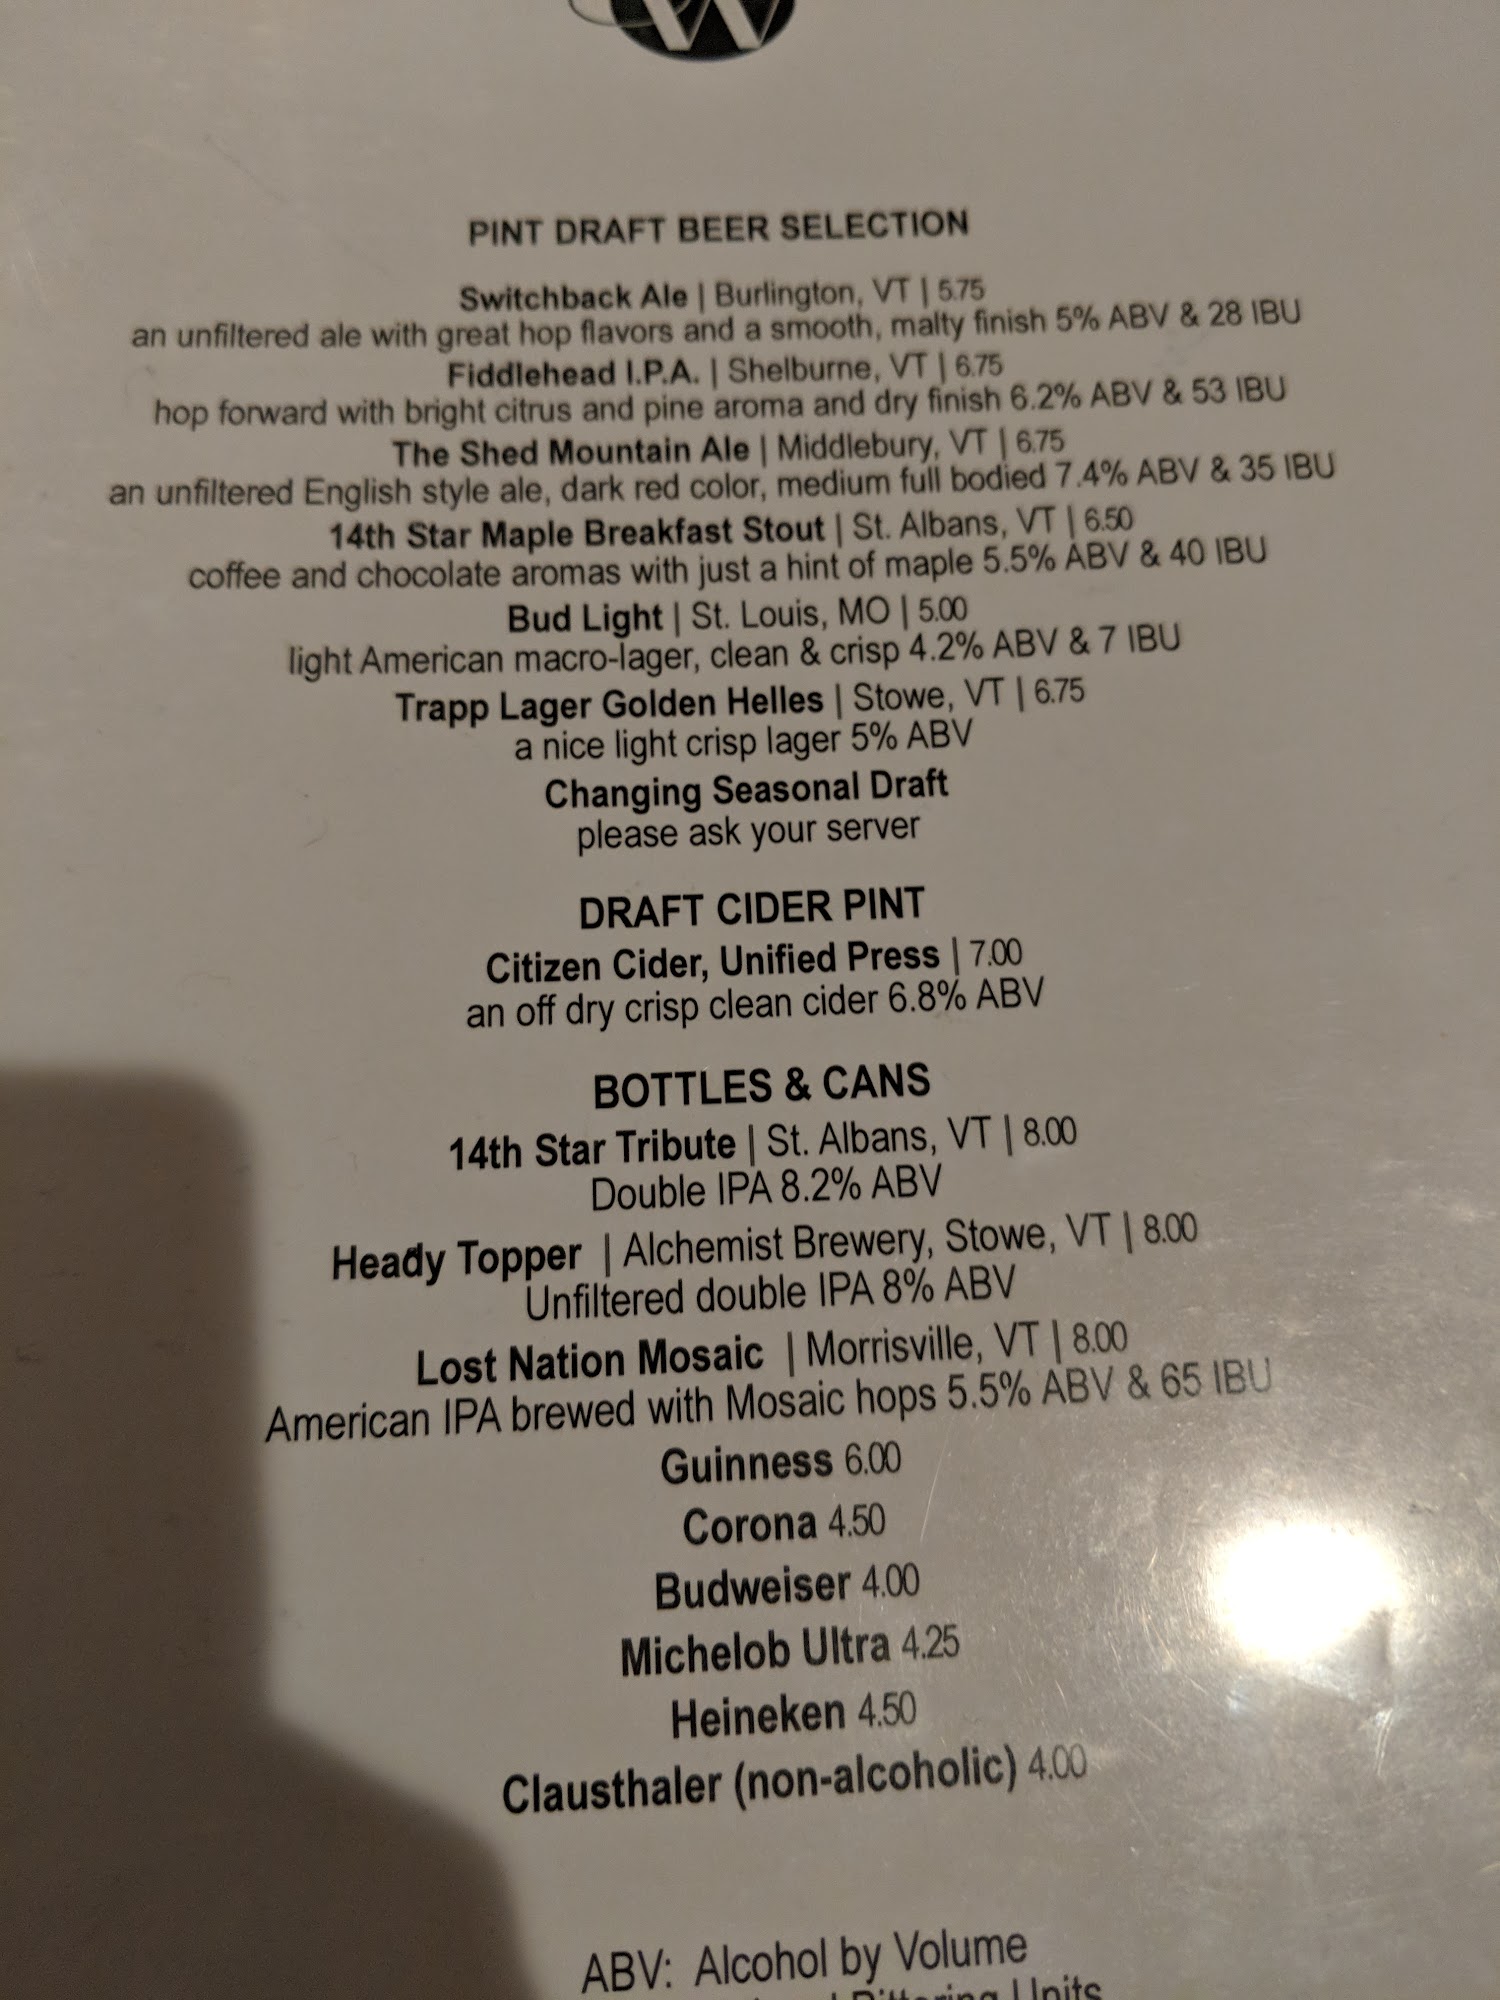 W
PINT DRAFT BEER SELECTION
Switchback Ale | Burlington, VT | 5.75
an unfiltered ale with great hop flavors and a smooth, malty finish 5% ABV & 28 IBU
Fiddlehead I.P.A. | Shelburne, VT | 6.75
hop forward with bright citrus and pine aroma and dry finish 6.2% ABV & 53 IBU
The Shed Mountain Ale | Middlebury, VT | 6.75
an unfiltered English style ale, dark red color, medium full bodied 7.4% ABV & 35 IBU
14th Star Maple Breakfast Stout | St. Albans, VT | 6.50
coffee and chocolate aromas with just a hint of maple 5.5% ABV & 40 IBU
Bud Light | St. Louis, MO | 5.00
light American macro-lager, clean & crisp 4.2% ABV & 7 IBU
Trapp Lager Golden Helles | Stowe, VT | 6.75
a nice light crisp lager 5% ABV
Changing Seasonal Draft
please ask your server
DRAFT CIDER PINT
Citizen Cider, Unified Press | 7.00
an off dry crisp clean cider 6.8% ABV
BOTTLES & CANS
14th Star Tribute | St. Albans, VT | 8.00
Double IPA 8.2% ABV
Heady Topper | Alchemist Brewery, Stowe, VT | 8.00
Unfiltered double IPA 8% ABV
Lost Nation Mosaic | Morrisville, VT | 8.00
American IPA brewed with Mosaic hops 5.5% ABV & 65 IBU
Guinness 6.00
Corona 4.50
Budweiser 4.00
Michelob Ultra 4.25
Heineken 4.50
Clausthaler (non-alcoholic) 4.00
ABV: Alcohol by Volume
Bittering Units